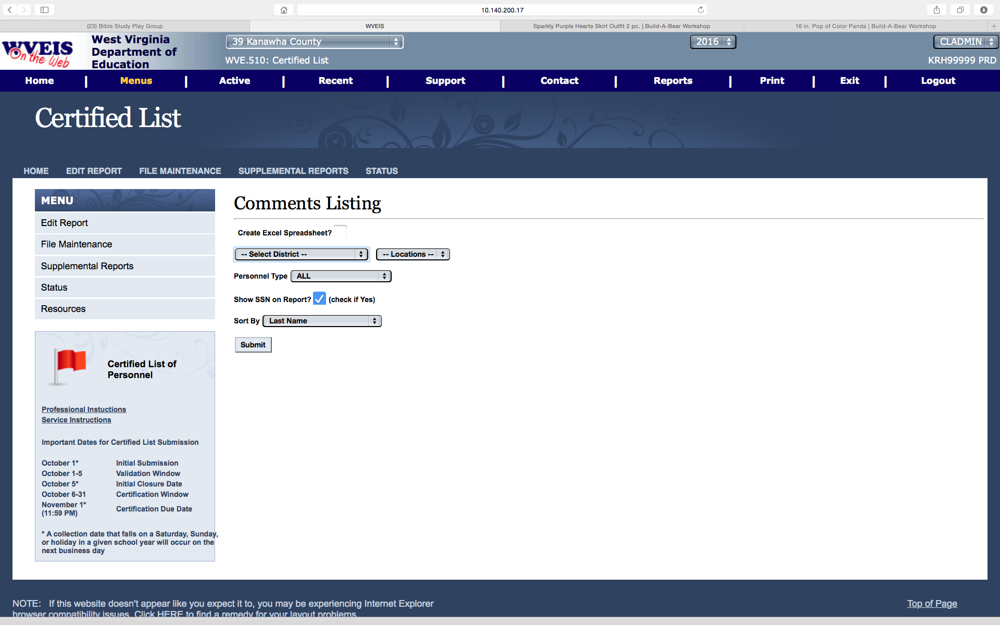 10.140.200.17
(23) Bible Study Play Group
WVEIS
Sparkly Purple Hearts Skirt Outfit 2 pc. | Build-A-Bear Workshop
16 in. Pop of Color Panda | Build-A-Bear Workshop
WVEIS
On the Web
West Virginia
Department of
Education
39 Kanawha County
2016
CLADMIN
WVE.510: Certified List
KRH99999 PRD
Home | Menus | Active | Recent | Support | Contact | Reports | Print | Exit | Logout
Certified List
HOME EDIT REPORT FILE MAINTENANCE SUPPLEMENTAL REPORTS STATUS
MENU
Edit Report
File Maintenance
Supplemental Reports
Status
Resources
Certified List of
Personnel
Professional Instuctions
Service Instructions
Important Dates for Certified List Submission
October 1* Initial Submission
October 1-5 Validation Window
October 5* Initial Closure Date
October 6-31 Certification Window
November 1*
(11:59 PM) Certification Due Date
* A collection date that falls on a Saturday, Sunday,
or holiday in a given school year will occur on the
next business day
Comments Listing
Create Excel Spreadsheet?
-- Select District -- -- Locations --
Personnel Type ALL
Show SSN on Report? (check if Yes)
Sort By Last Name
Submit
NOTE: If this website doesn't appear like you expect it to, you may be experiencing Internet Explorer
browser compatibility issues. Click HERE to find a remedy for your layout problems.
Top of Page